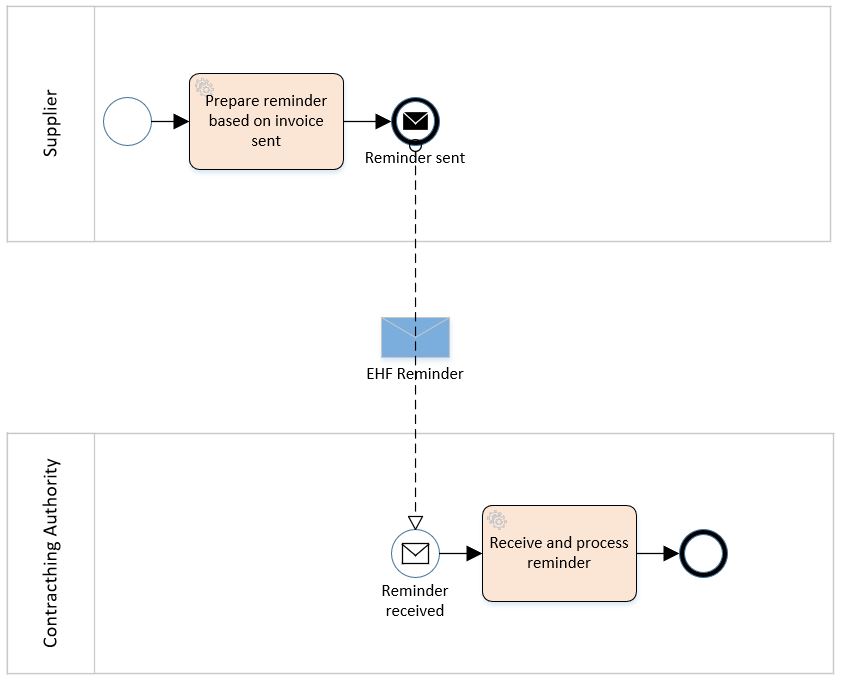 Supplier
Prepare reminder
based on invoice
sent
Reminder sent
EHF Reminder
Contracthing Authority
Reminder
received
Receive and process
reminder